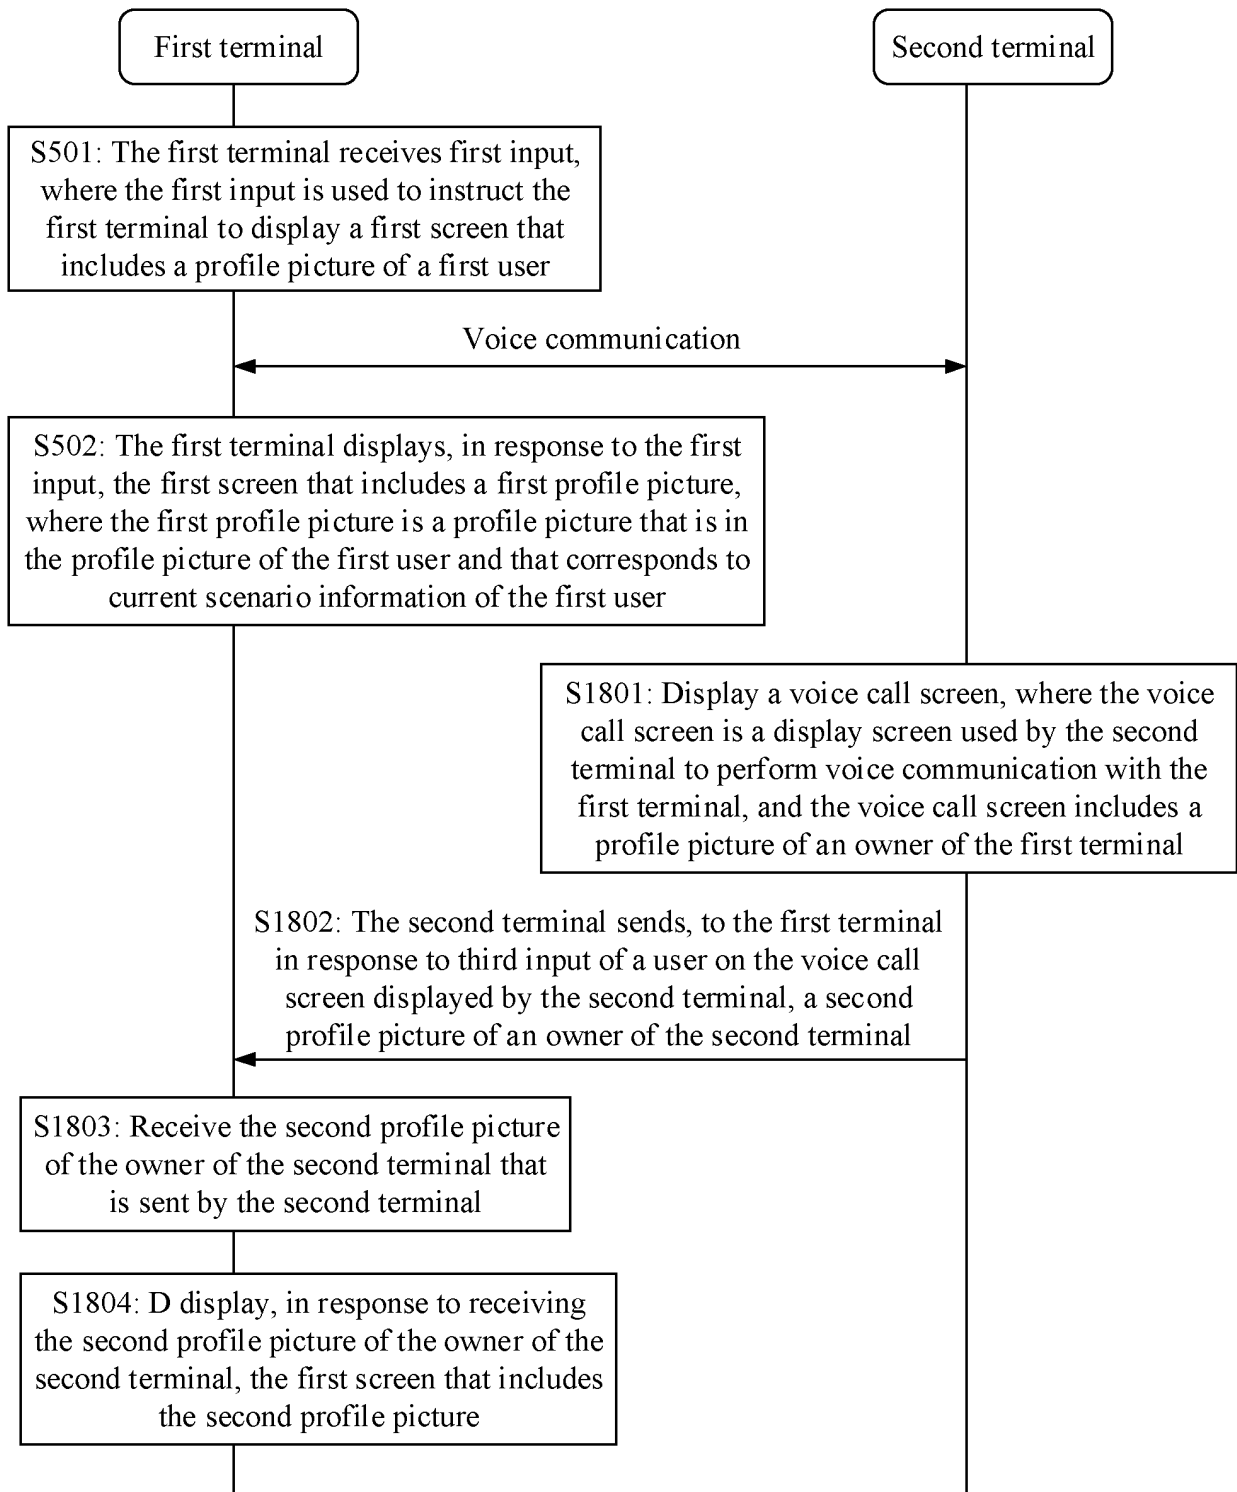 First terminal
Second terminal
S501: The first terminal receives first input,
where the first input is used to instruct the
first terminal to display a first screen that
includes a profile picture of a first user
Voice communication
S502: The first terminal displays, in response to the first
input, the first screen that includes a first profile picture,
where the first profile picture is a profile picture that is in
the profile picture of the first user and that corresponds to
current scenario information of the first user
S1801: Display a voice call screen, where the voice
call screen is a display screen used by the second
terminal to perform voice communication with the
first terminal, and the voice call screen includes a
profile picture of an owner of the first terminal
S1802: The second terminal sends, to the first terminal
in response to third input of a user on the voice call
screen displayed by the second terminal, a second
profile picture of an owner of the second terminal
S1803: Receive the second profile picture
of the owner of the second terminal that
is sent by the second terminal
S1804: D display, in response to receiving
the second profile picture of the owner of the
second terminal, the first screen that includes
the second profile picture